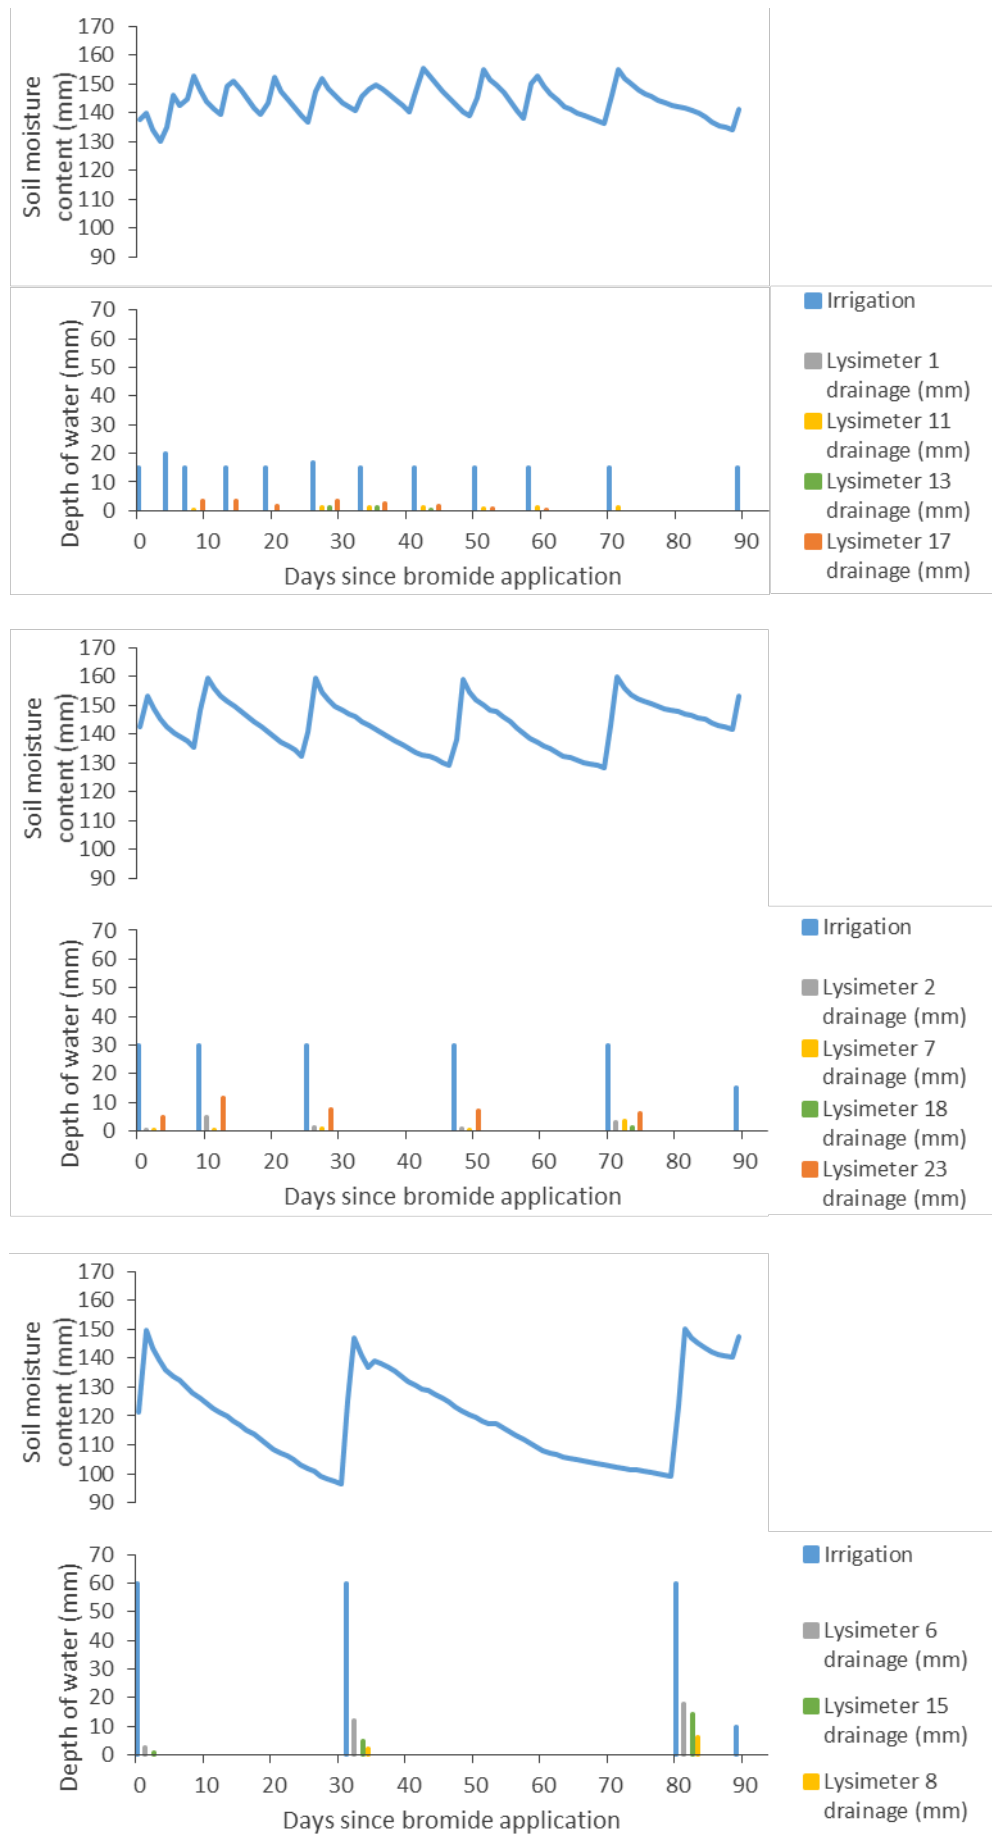 Soil moisture
content (mm)
170
160
150
140
130
120
110
100
90
Depth of water (mm)
70
60
50
40
30
20
10
0
0 10 20 30 40 50 60 70 80 90
Days since bromide application
Irrigation
Lysimeter 1
drainage (mm)
Lysimeter 11
drainage (mm)
Lysimeter 13
drainage (mm)
Lysimeter 17
drainage (mm)
Soil moisture
content (mm)
170
160
150
140
130
120
110
100
90
Depth of water (mm)
70
60
50
40
30
20
10
0
0 10 20 30 40 50 60 70 80 90
Days since bromide application
Irrigation
Lysimeter 2
drainage (mm)
Lysimeter 7
drainage (mm)
Lysimeter 18
drainage (mm)
Lysimeter 23
drainage (mm)
Soil moisture
content (mm)
170
160
150
140
130
120
110
100
90
Depth of water (mm)
70
60
50
40
30
20
10
0
0 10 20 30 40 50 60 70 80 90
Days since bromide application
Irrigation
Lysimeter 6
drainage (mm)
Lysimeter 15
drainage (mm)
Lysimeter 8
drainage (mm)